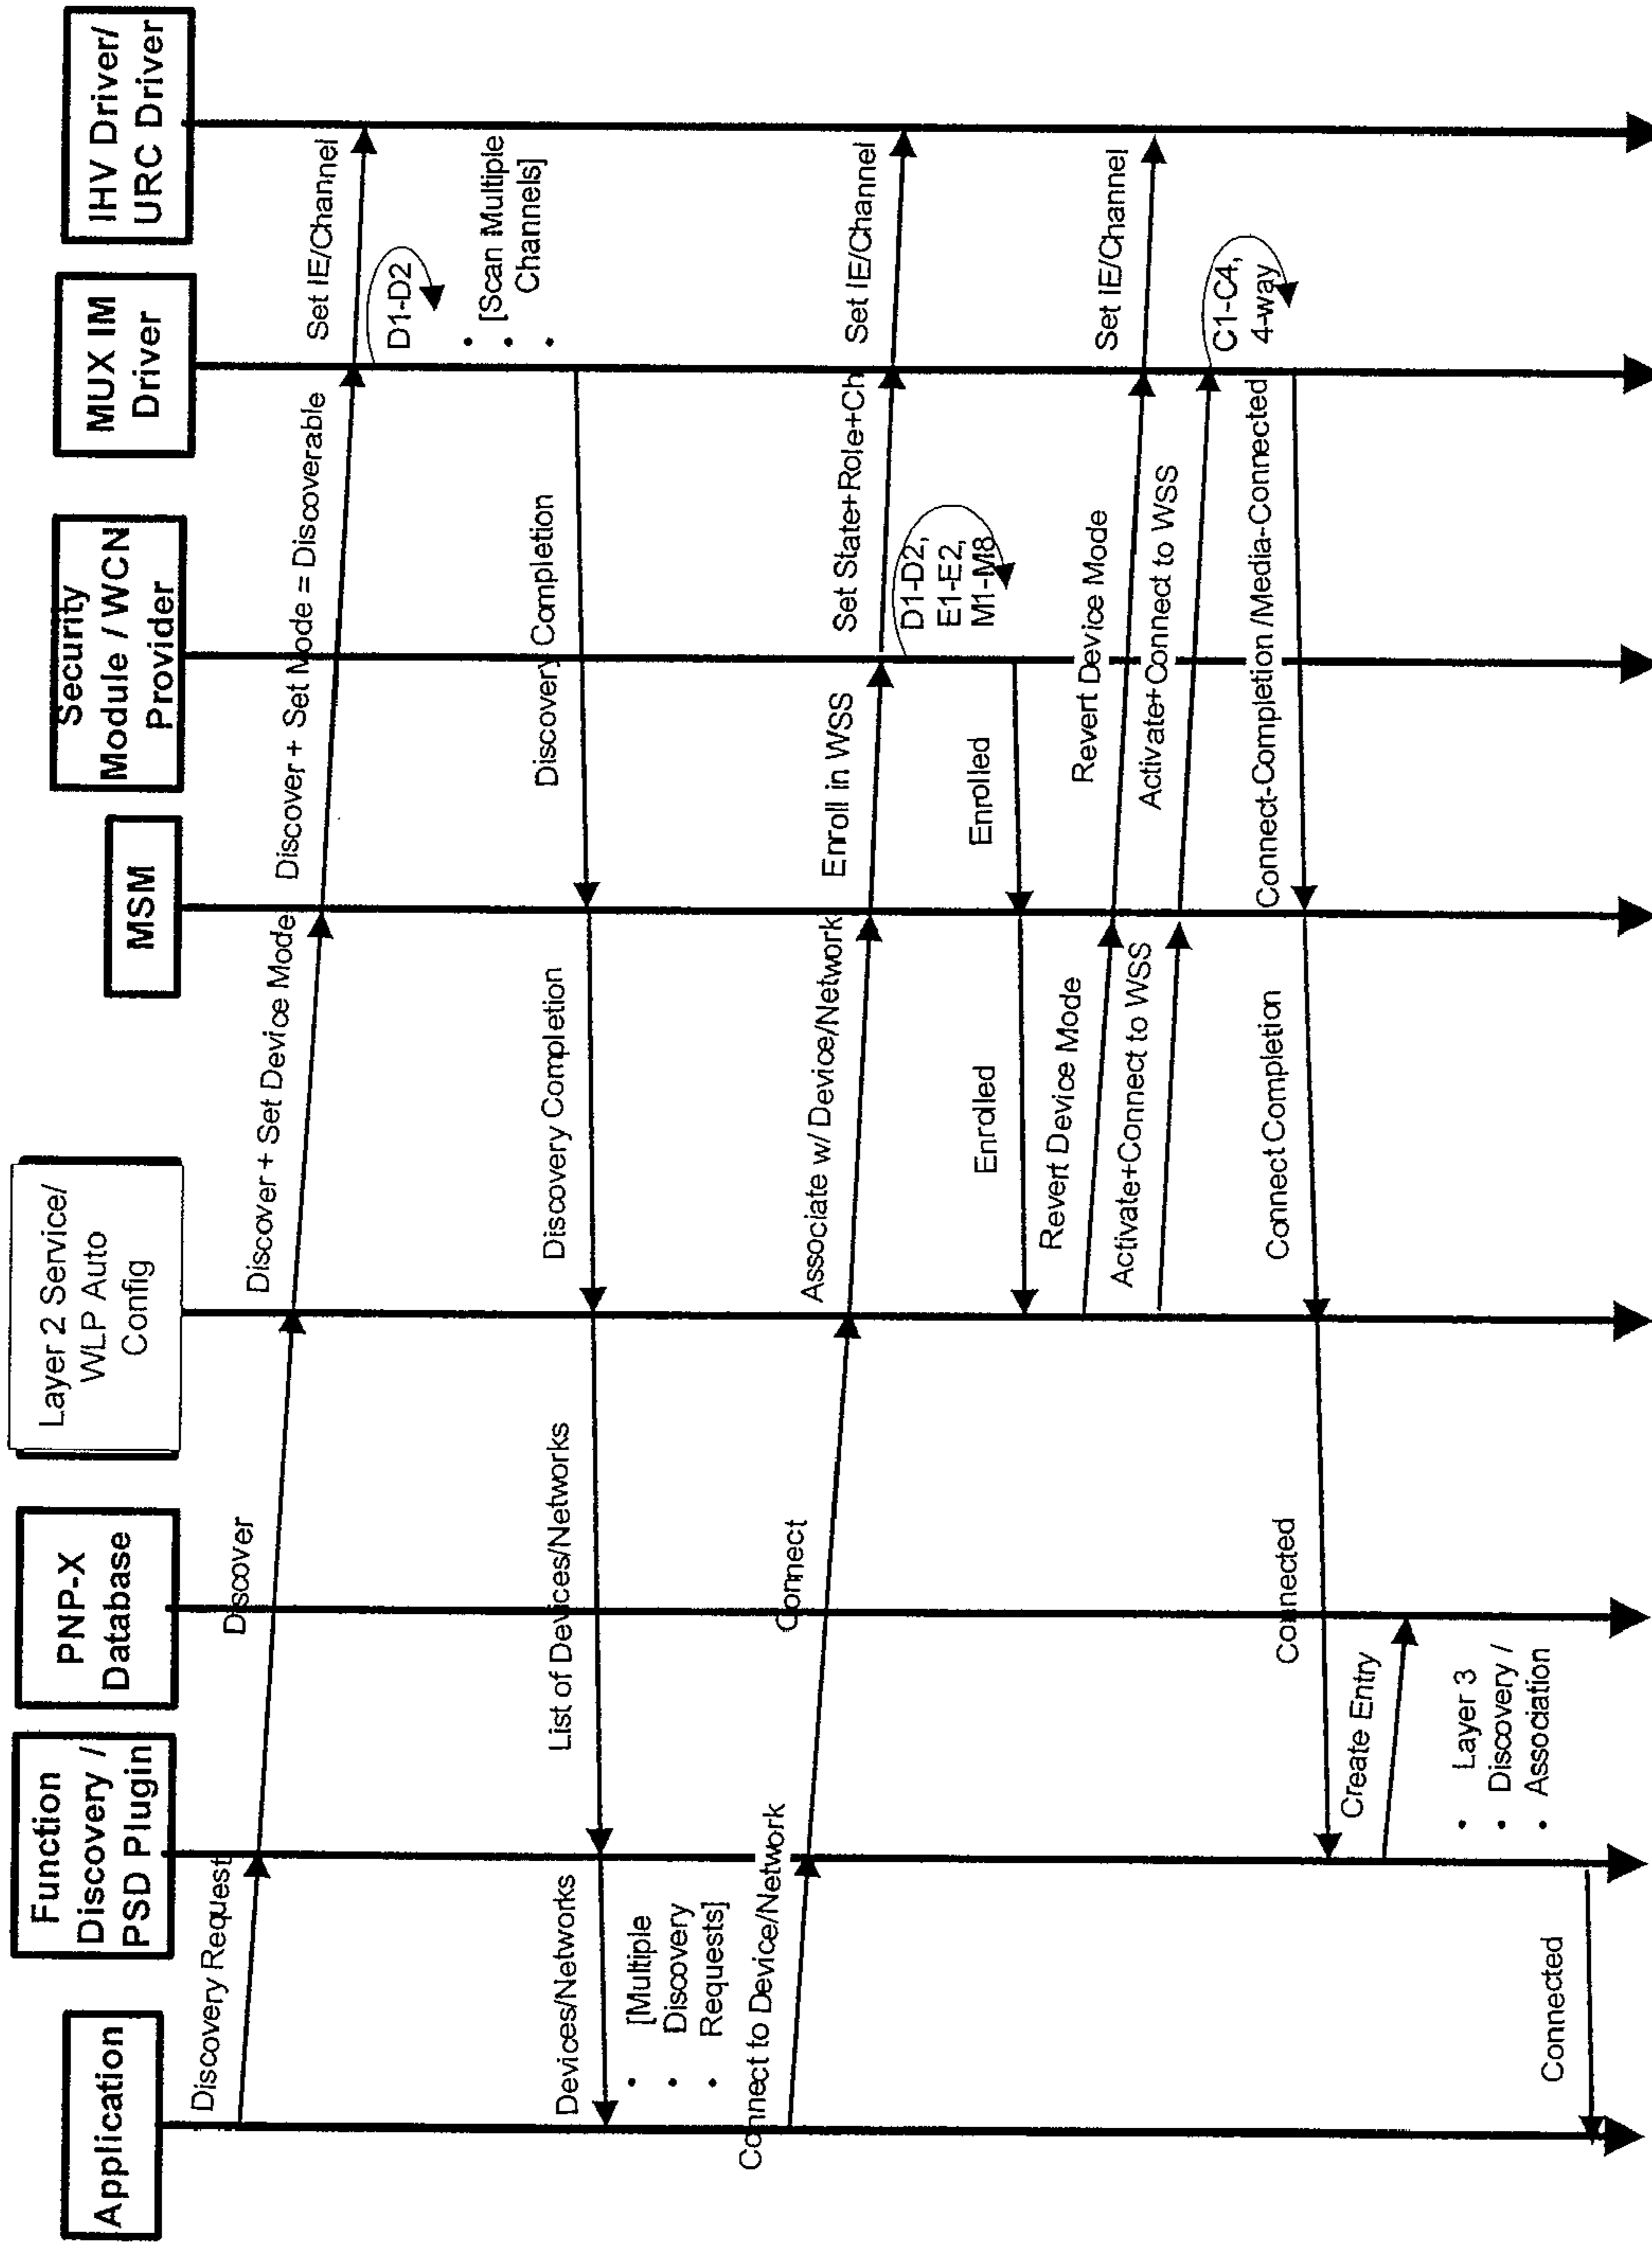 Application
Function
Discovery /
PSD Plugin
PNP-X
Database
Layer 2 Service/
WLP Auto
Config
MSM
Security
Module / WCN
Provider
MUX IM
Driver
IHV Driver/
URC Driver
Discovery Request
Discover
Discover + Set Device Mode
Discover + Set Mode = Discoverable
Set IE/Channel
D1-D2
• [Scan Multiple
• Channels]
•
Discovery Completion
Discovery Completion
List of Devices/Networks
Devices/Networks
• [Multiple
• Discovery
• Requests]
Connect to Device/Network
Connect
Associate w/ Device/Network
Enroll in WSS
Set State+Role+Ch
Set IE/Channel
D1-D2,
E1-E2,
M1-M8
Enrolled
Enrolled
Revert Device Mode
Revert Device Mode
Set IE/Channel
Activate+Connect to WSS
Activate+Connect to WSS
C1-C4,
4-way
Connect-Completion /Media-Connected
Connect Completion
Connected
Create Entry
• Layer 3
• Discovery /
• Association
Connected